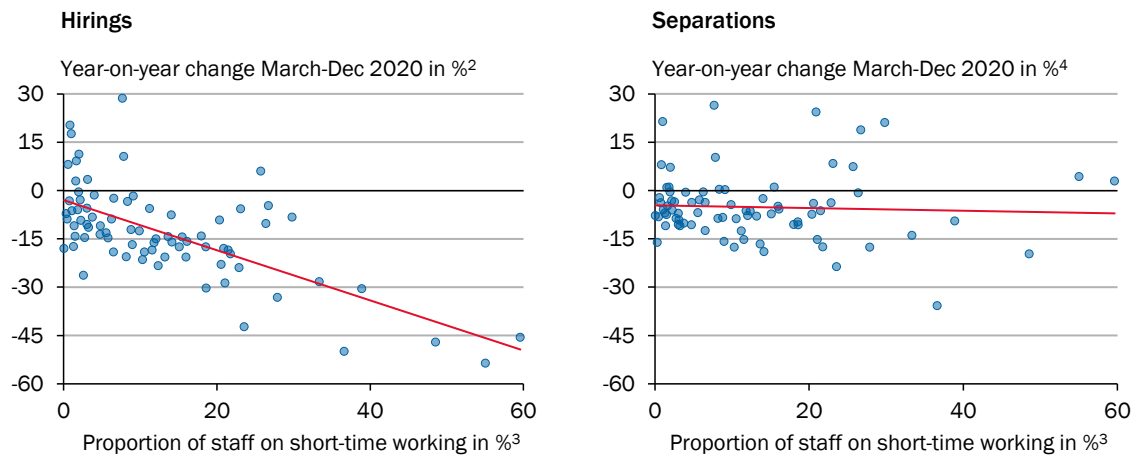 Hirings
Year-on-year change March-Dec 2020 in %²
30
15
0
-15
-30
-45
-60
0 20 40 60
Proportion of staff on short-time working in %³
Separations
Year-on-year change March-Dec 2020 in %⁴
30
15
0
-15
-30
-45
-60
0 20 40 60
Proportion of staff on short-time working in %³